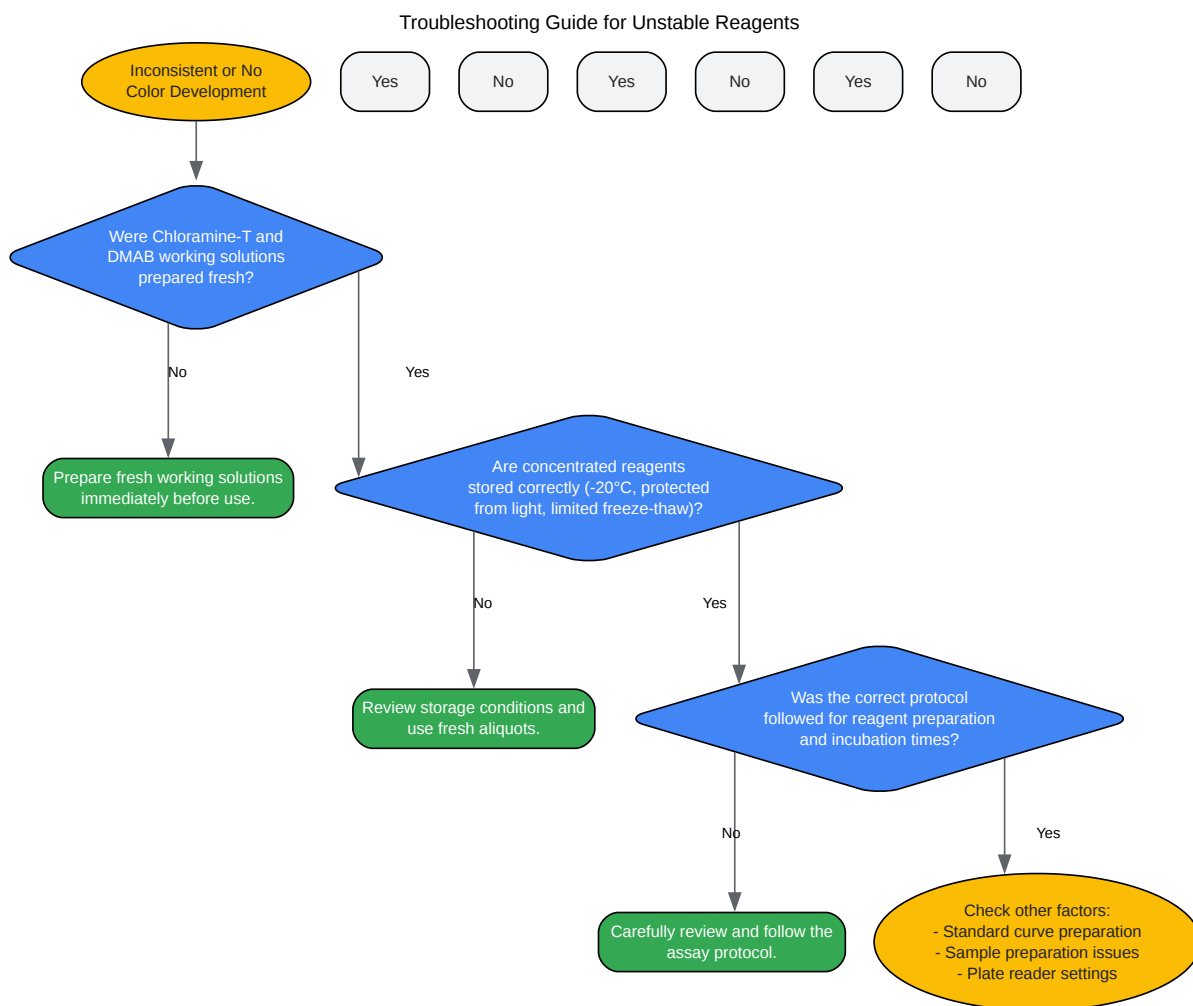 Troubleshooting Guide for Unstable Reagents
Inconsistent or No
Color Development
Yes
No
Yes
No
Yes
No
Were Chloramine-T and
DMAB working solutions
prepared fresh?
No
Yes
Prepare fresh working solutions
immediately before use.
Are concentrated reagents
stored correctly (-20°C, protected
from light, limited freeze-thaw)?
No
Yes
Review storage conditions and
use fresh aliquots.
Was the correct protocol
followed for reagent preparation
and incubation times?
No
Yes
Carefully review and follow the
assay protocol.
Check other factors:
- Standard curve preparation
- Sample preparation issues
- Plate reader settings